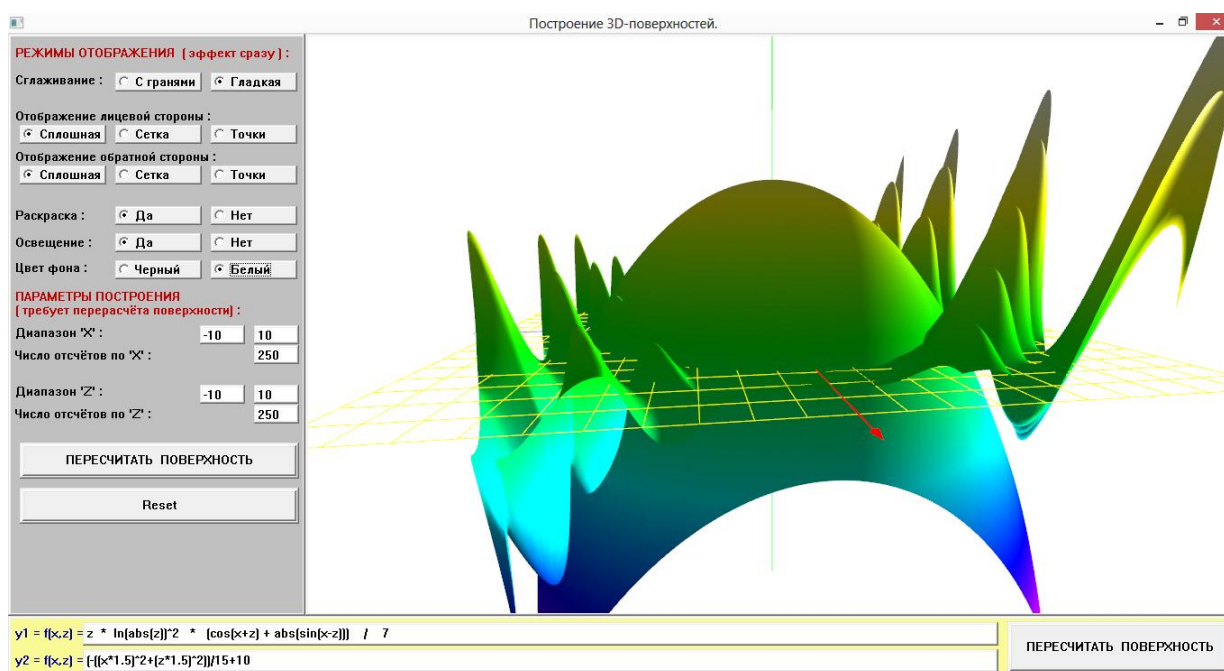 Построение 3D-поверхностей.
РЕЖИМЫ ОТОБРАЖЕНИЯ ( эффект сразу ) :
Сглаживание : С гранями Гладкая
Отображение лицевой стороны :
Сплошная Сетка Точки
Отображение обратной стороны :
Сплошная Сетка Точки
Раскраска : Да Нет
Освещение : Да Нет
Цвет фона : Черный Белый
ПАРАМЕТРЫ ПОСТРОЕНИЯ
( требует перерасчёта поверхности) :
Диапазон 'X' : -10 10
Число отсчётов по 'X' : 250
Диапазон 'Z' : -10 10
Число отсчётов по 'Z' : 250
ПЕРЕСЧИТАТЬ ПОВЕРХНОСТЬ
Reset
y1 = f(x,z) = z * ln(abs(z))^2 * (cos(x+z) + abs(sin(x-z))) / 7
y2 = f(x,z) = (-((x*1.5)^2+(z*1.5)^2))/15+10
ПЕРЕСЧИТАТЬ ПОВЕРХНОСТЬ